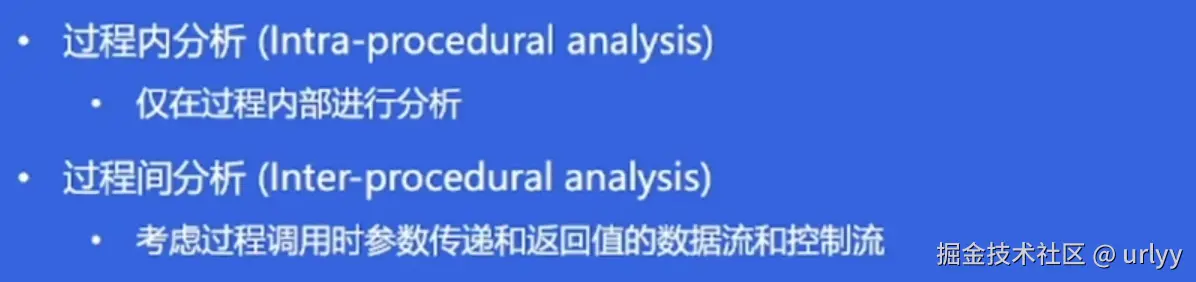 • 过程内分析 (Intra-procedural analysis)
• 仅在过程内部进行分析
• 过程间分析 (Inter-procedural analysis)
• 考虑过程调用时参数传递和返回值的数据流和控制流
掘金技术社区 @ urlyy